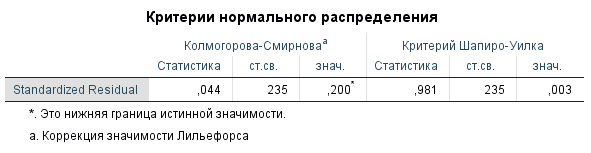 Критерии нормального распределения
Колмогорова-Смирноваᵃ Критерий Шапиро-Уилка
Статистика ст.св. знач. Статистика ст.св. знач.
Standardized Residual ,044 235 ,200* ,981 235 ,003
*. Это нижняя граница истинной значимости.
a. Коррекция значимости Лильефорса